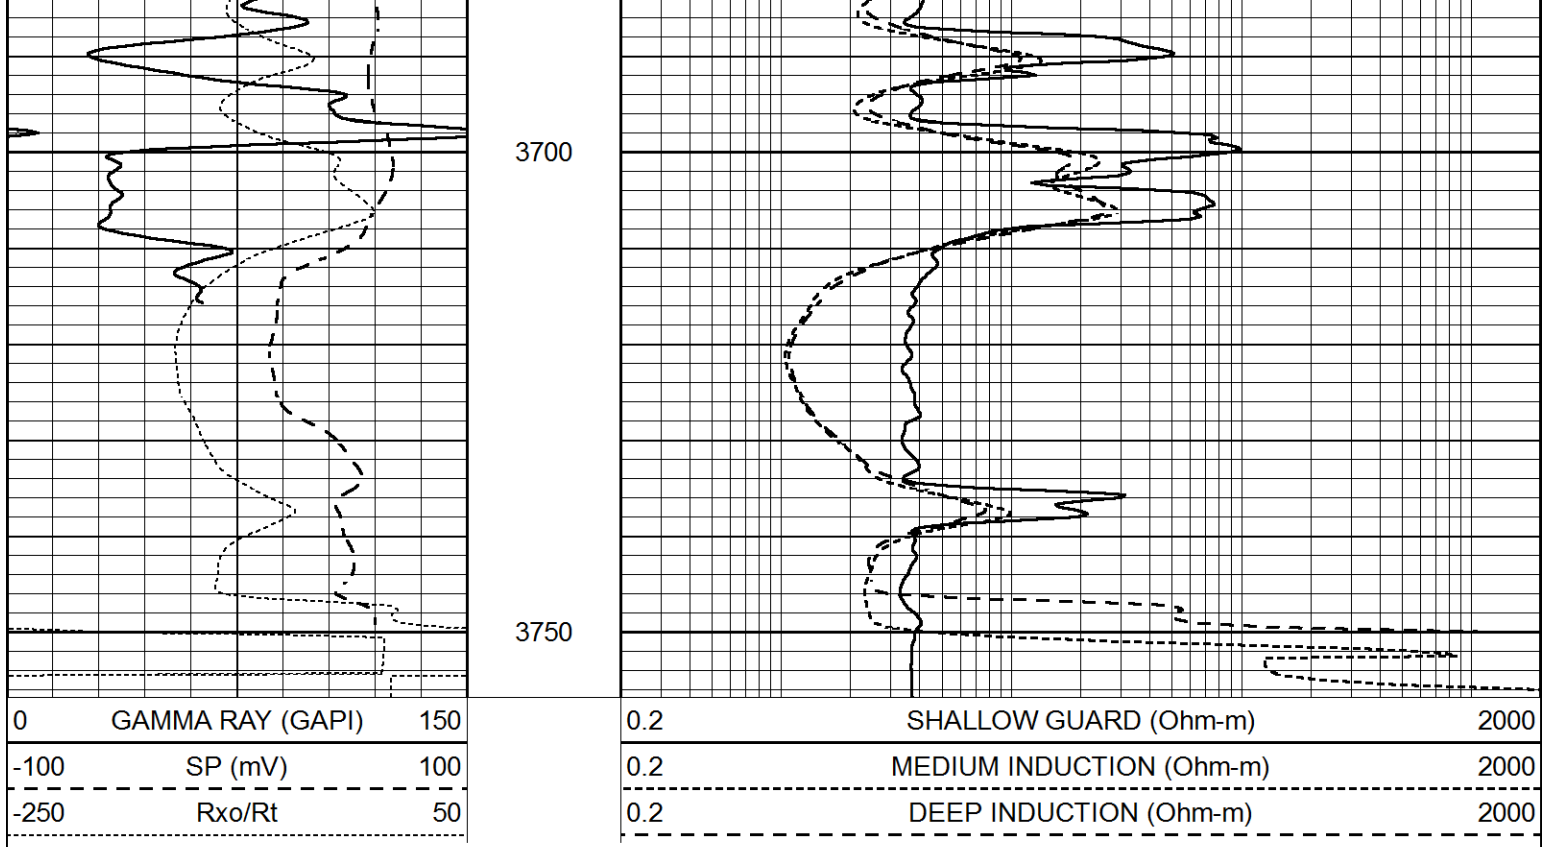 3700
3750
0 GAMMA RAY (GAPI) 150
0.2 SHALLOW GUARD (Ohm-m) 2000
-100 SP (mV) 100
0.2 MEDIUM INDUCTION (Ohm-m) 2000
-250 Rxo/Rt 50
0.2 DEEP INDUCTION (Ohm-m) 2000